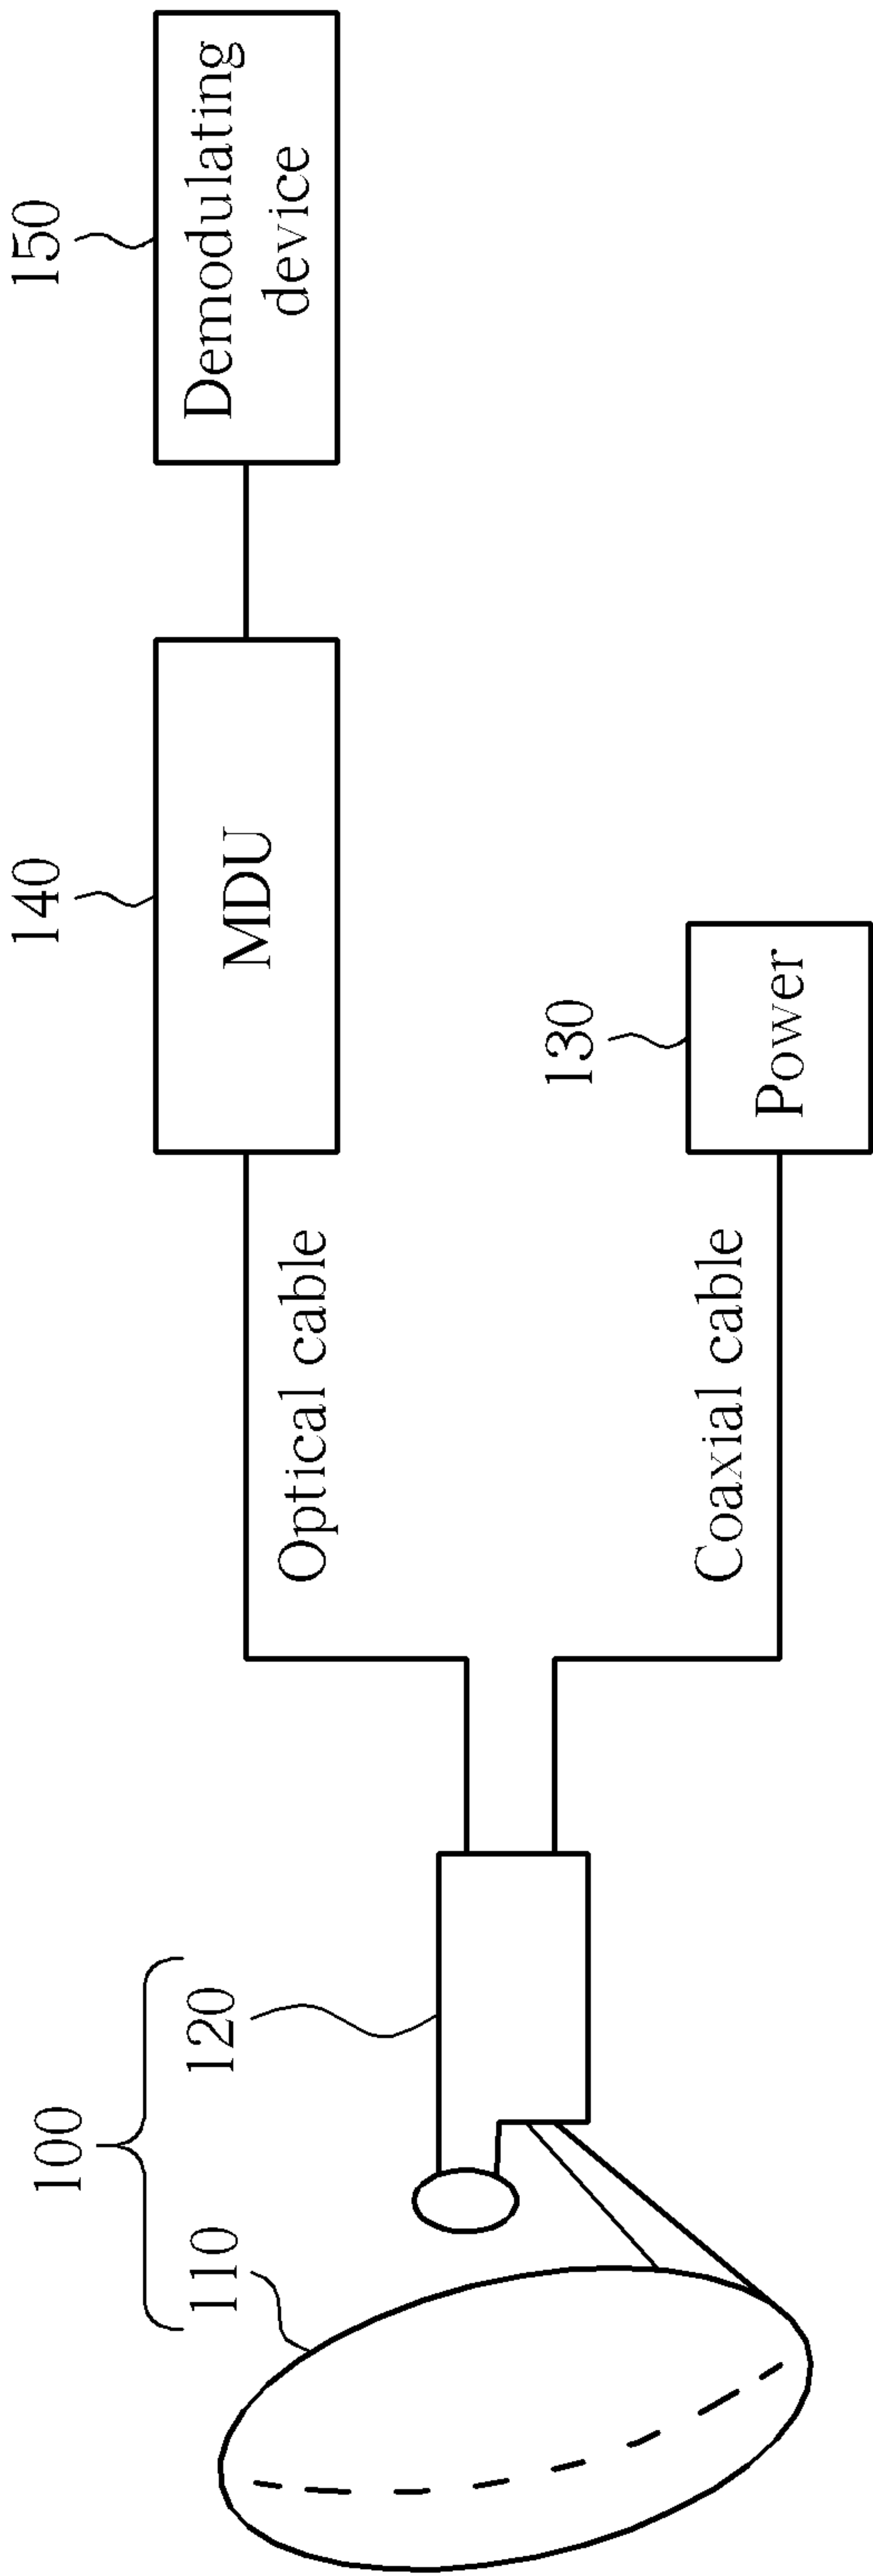 100
110
120
Optical cable
140
MDU
150
Demodulating
device
Coaxial cable
130
Power